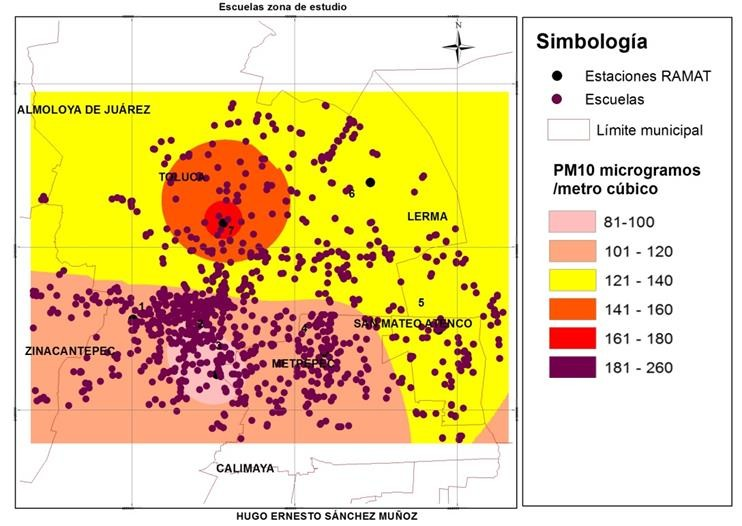 Escuelas zona de estudio
N
ALMOLOYA DE JUÁREZ
TOLUCA
6
7
LERMA
1
5
2
4
SAN MATEO ATENCO
3
ZINACANTEPEC
METEPEC
CALIMAYA
HUGO ERNESTO SÁNCHEZ MUÑOZ
Simbología
Estaciones RAMAT
Escuelas
Límite municipal
PM10 microgramos
/metro cúbico
81-100
101 - 120
121 - 140
141 - 160
161 - 180
181 - 260